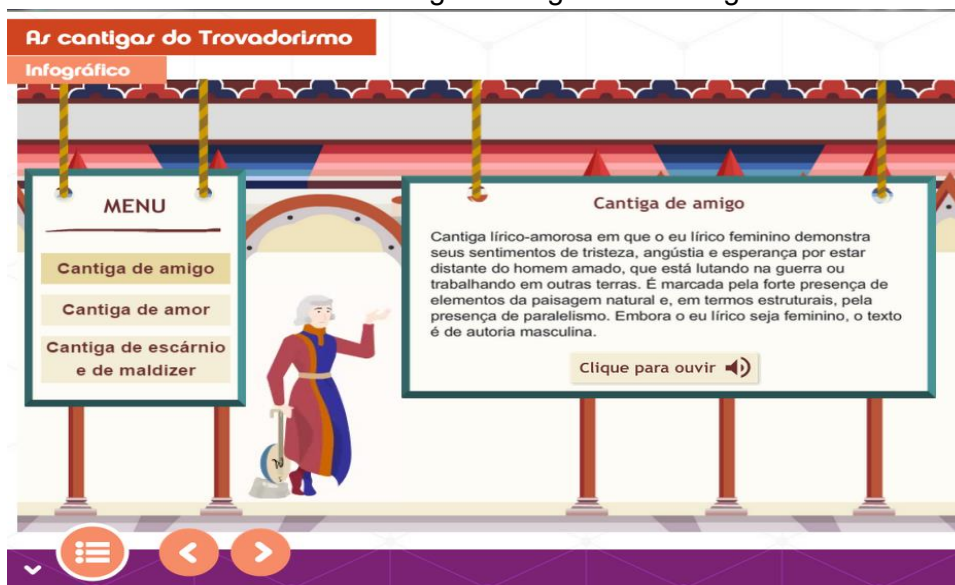 As cantigas do Trovadorismo
Infográfico
MENU
Cantiga de amigo
Cantiga de amor
Cantiga de escárnio
e de maldizer
Cantiga de amigo
Cantiga lírico-amorosa em que o eu lírico feminino demonstra
seus sentimentos de tristeza, angústia e esperança por estar
distante do homem amado, que está lutando na guerra ou
trabalhando em outras terras. É marcada pela forte presença de
elementos da paisagem natural e, em termos estruturais, pela
presença de paralelismo. Embora o eu lírico seja feminino, o texto
é de autoria masculina.
Clique para ouvir